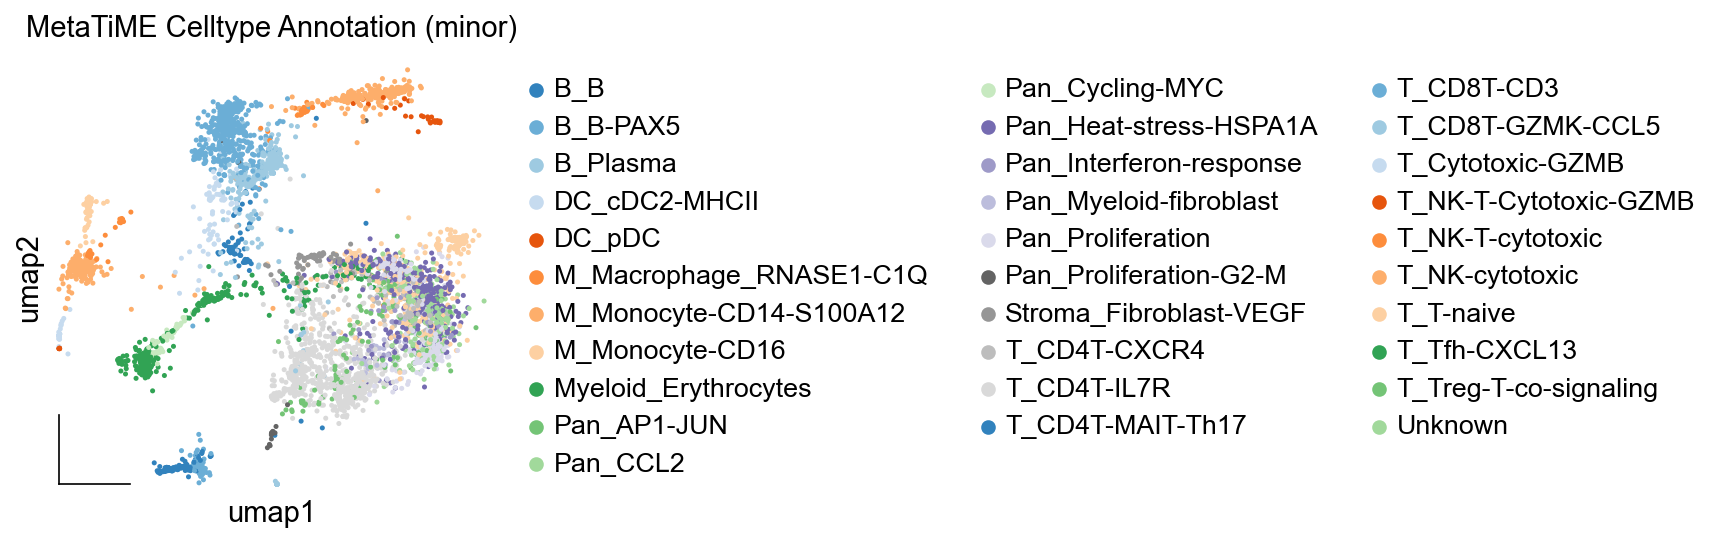 MetaTiME Celltype Annotation (minor)
umap2
umap1
B_B
B_B-PAX5
B_Plasma
DC_cDC2-MHCII
DC_pDC
M_Macrophage_RNASE1-C1Q
M_Monocyte-CD14-S100A12
M_Monocyte-CD16
Myeloid_Erythrocytes
Pan_AP1-JUN
Pan_CCL2
Pan_Cycling-MYC
Pan_Heat-stress-HSPA1A
Pan_Interferon-response
Pan_Myeloid-fibroblast
Pan_Proliferation
Pan_Proliferation-G2-M
Stroma_Fibroblast-VEGF
T_CD4T-CXCR4
T_CD4T-IL7R
T_CD4T-MAIT-Th17
T_CD8T-CD3
T_CD8T-GZMK-CCL5
T_Cytotoxic-GZMB
T_NK-T-Cytotoxic-GZMB
T_NK-T-cytotoxic
T_NK-cytotoxic
T_T-naive
T_Tfh-CXCL13
T_Treg-T-co-signaling
Unknown